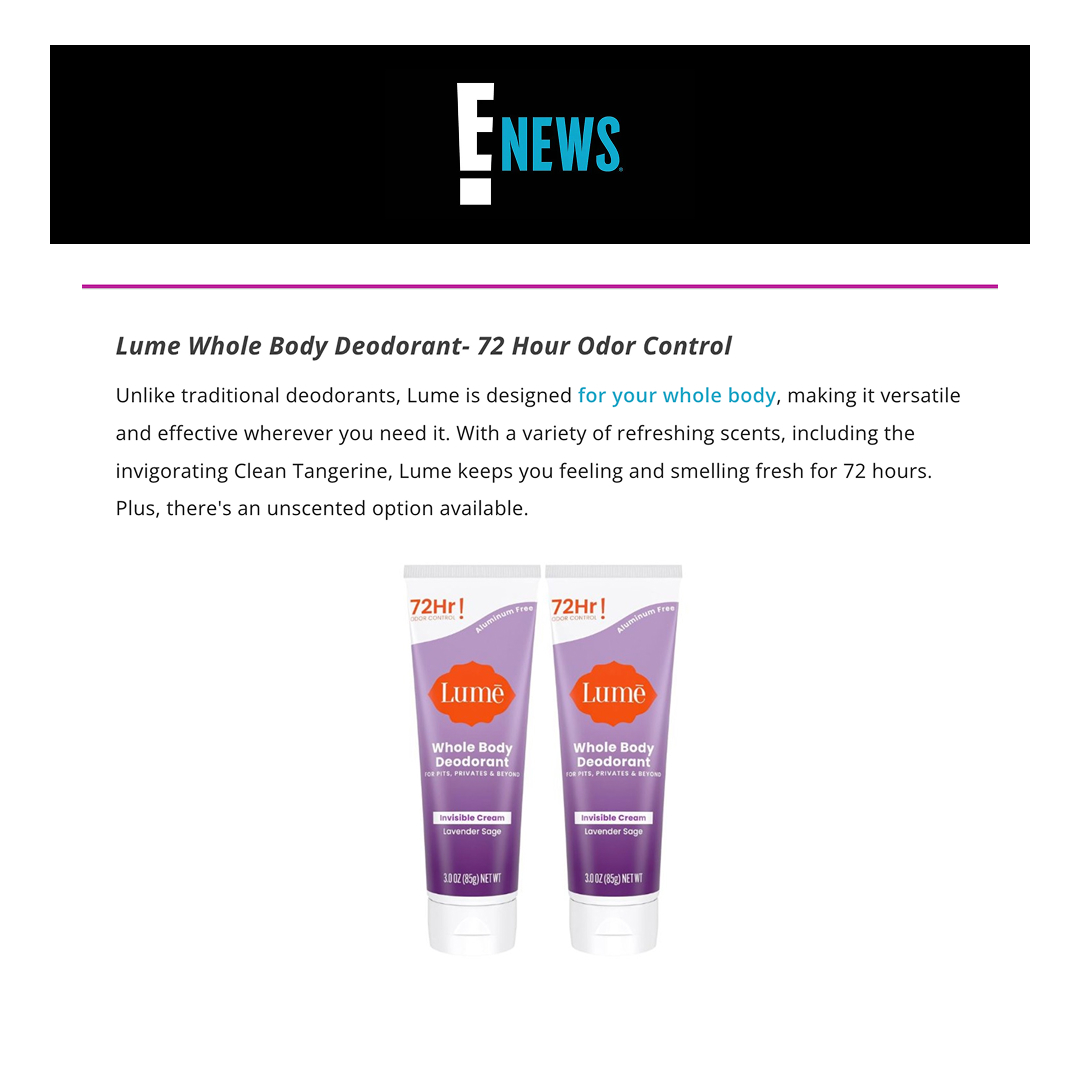 E! NEWS
Lume Whole Body Deodorant- 72 Hour Odor Control
Unlike traditional deodorants, Lume is designed for your whole body, making it versatile
and effective wherever you need it. With a variety of refreshing scents, including the
invigorating Clean Tangerine, Lume keeps you feeling and smelling fresh for 72 hours.
Plus, there's an unscented option available.
72Hr!
ODOR CONTROL
Aluminum Free
Lumē
Whole Body
Deodorant
FOR PITS, PRIVATES & BEYOND
Invisible Cream
Lavender Sage
3.0 OZ (85g) NET WT
72Hr!
ODOR CONTROL
Aluminum Free
Lumē
Whole Body
Deodorant
FOR PITS, PRIVATES & BEYOND
Invisible Cream
Lavender Sage
3.0 OZ (85g) NET WT